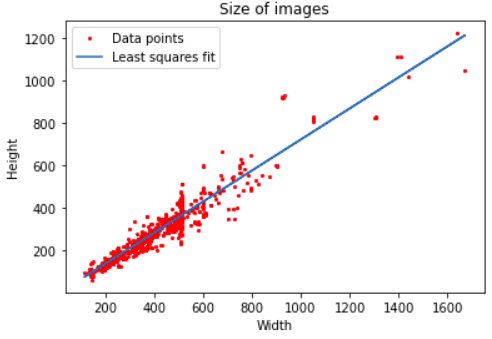 Size of images
Data points
Least squares fit
Height
1200
1000
800
600
400
200
200 400 600 800 1000 1200 1400 1600
Width